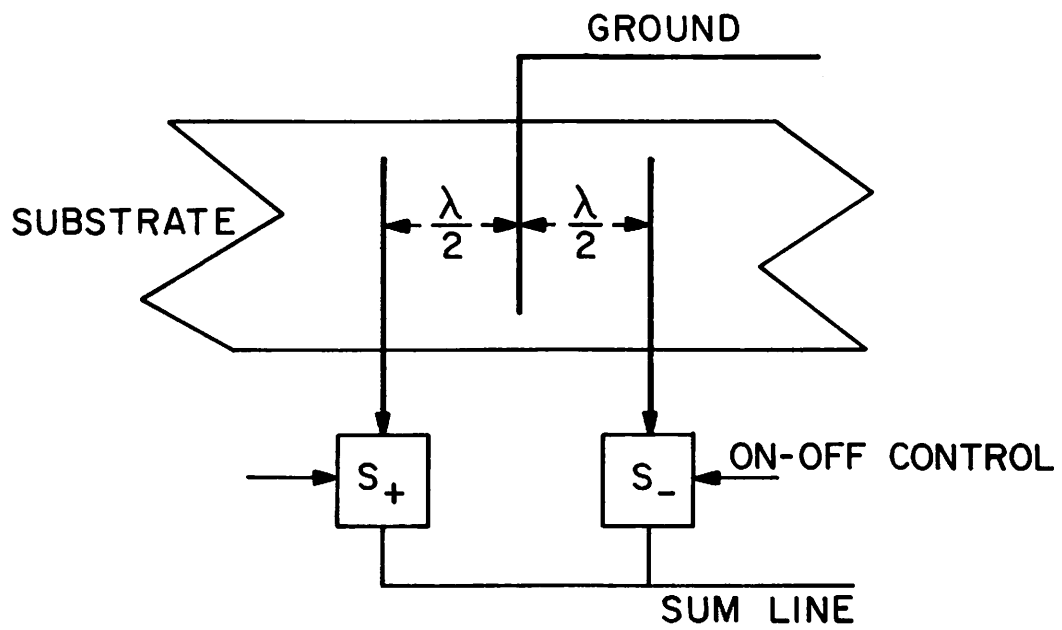 GROUND
SUBSTRATE
λ/2 λ/2
S+ S- ON-OFF CONTROL
SUM LINE